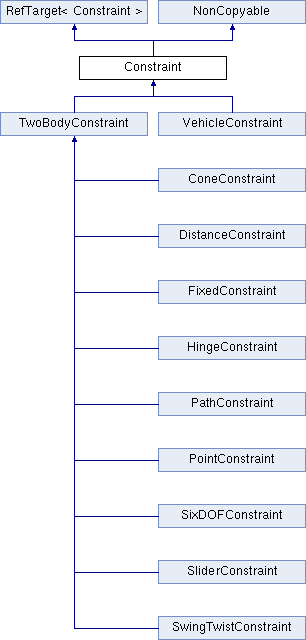 RefTarget< Constraint >
NonCopyable
Constraint
TwoBodyConstraint
VehicleConstraint
ConeConstraint
DistanceConstraint
FixedConstraint
HingeConstraint
PathConstraint
PointConstraint
SixDOFConstraint
SliderConstraint
SwingTwistConstraint